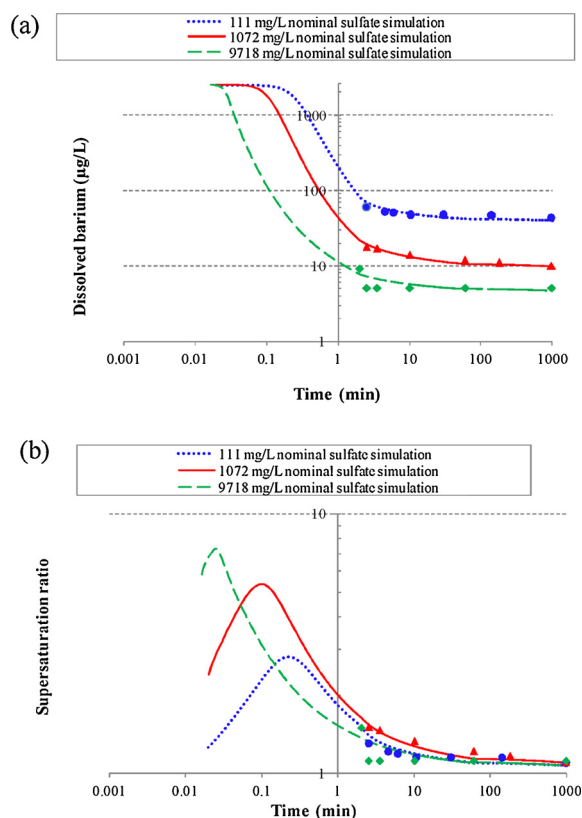 (a)
111 mg/L nominal sulfate simulation
1072 mg/L nominal sulfate simulation
9718 mg/L nominal sulfate simulation
Dissolved barium (µg/L)
1000
100
10
1
0.001 0.01 0.1 1 10 100 1000
Time (min)
(b)
111 mg/L nominal sulfate simulation
1072 mg/L nominal sulfate simulation
9718 mg/L nominal sulfate simulation
Supersaturation ratio
10
1
0.001 0.01 0.1 1 10 100 1000
Time (min)